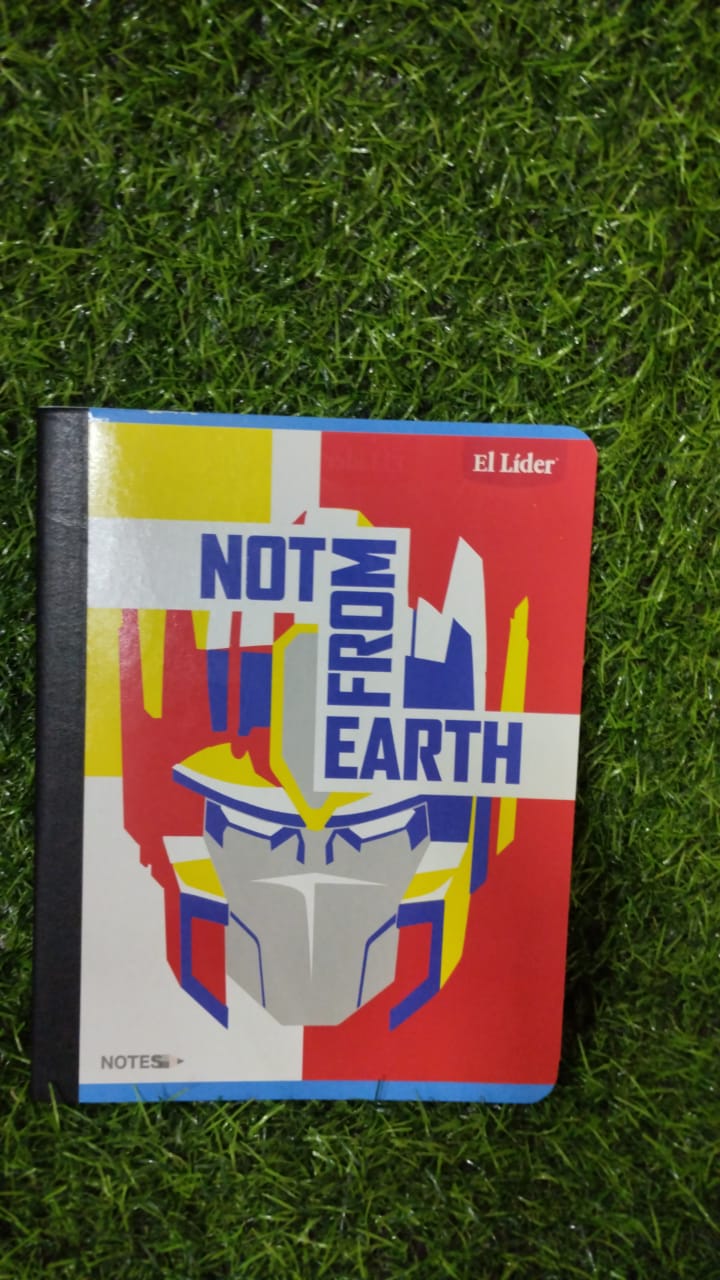 El Líder
NOT
FROM
EARTH
NOTES